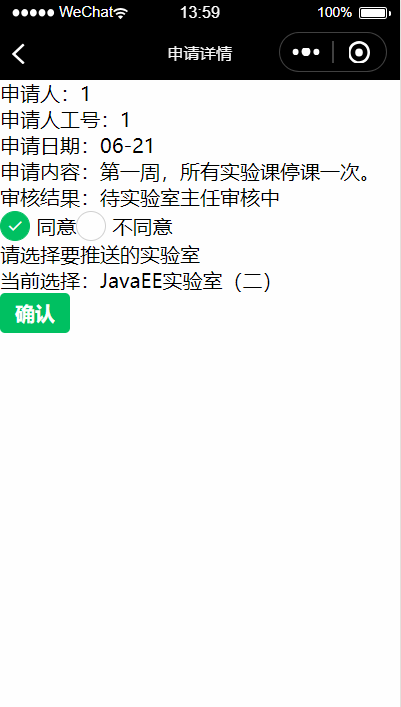 WeChat 13:59 100%
申请详情
申请人：1
申请人工号：1
申请日期：06-21
申请内容：第一周，所有实验课停课一次。
审核结果：待实验室主任审核中
同意 不同意
请选择要推送的实验室
当前选择：JavaEE实验室（二）
确认